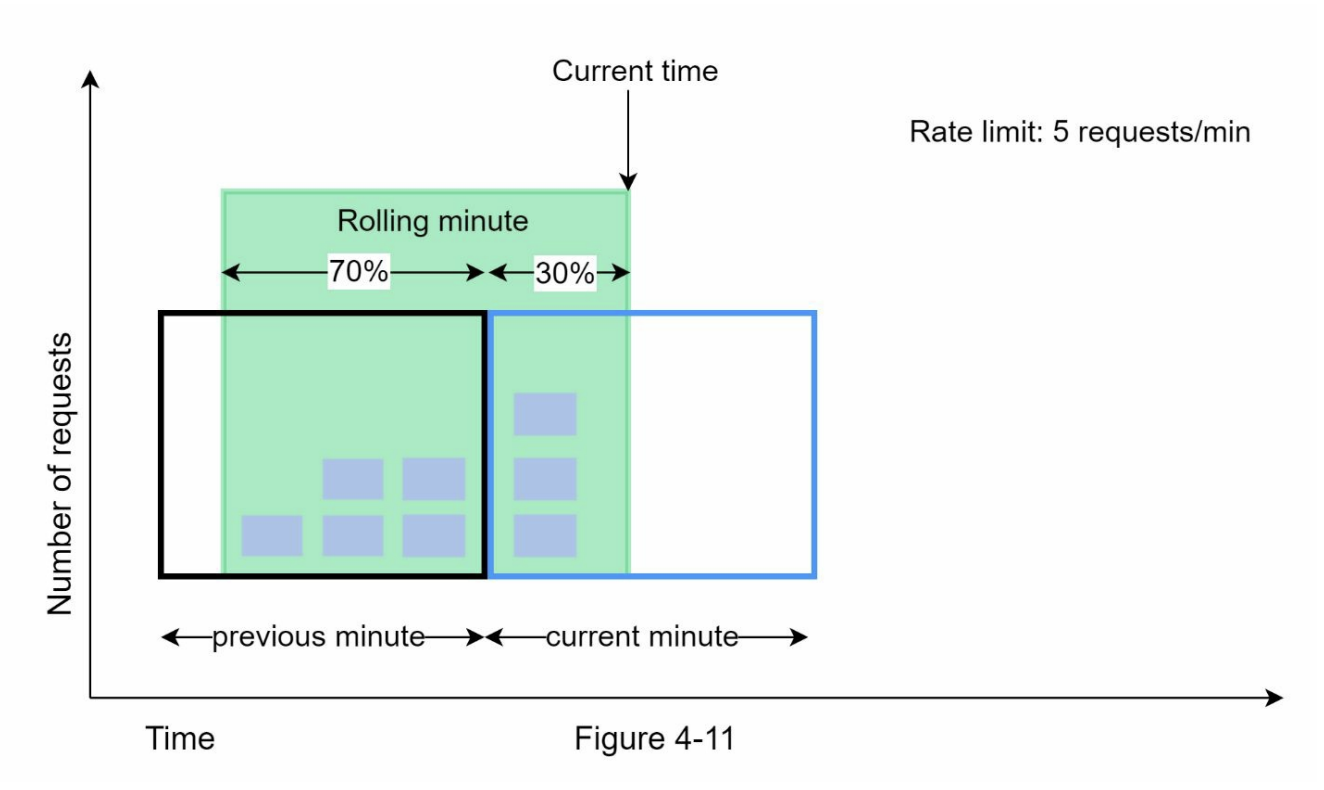 Current time
Rate limit: 5 requests/min
Rolling minute
70%
30%
Number of requests
previous minute
current minute
Time
Figure 4-11